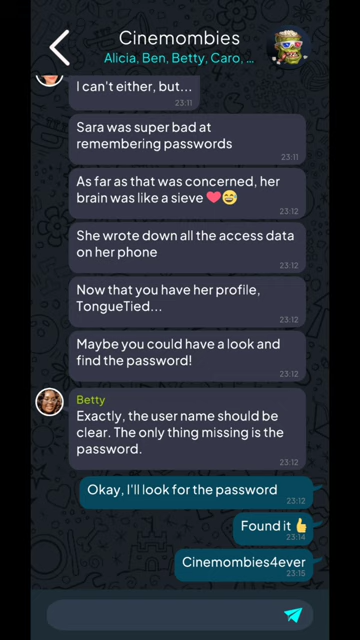 Cinemombies
Alicia, Ben, Betty, Caro, ...
I can't either, but...
23:11
Sara was super bad at
remembering passwords
23:11
As far as that was concerned, her
brain was like a sieve ❤😅
23:12
She wrote down all the access data
on her phone
23:12
Now that you have her profile,
TongueTied...
23:12
Maybe you could have a look and
find the password!
23:12
Betty
Exactly, the user name should be
clear. The only thing missing is the
password.
23:12
Okay, I'll look for the password
23:12
Found it 👍
23:14
Cinemombies4ever
23:15